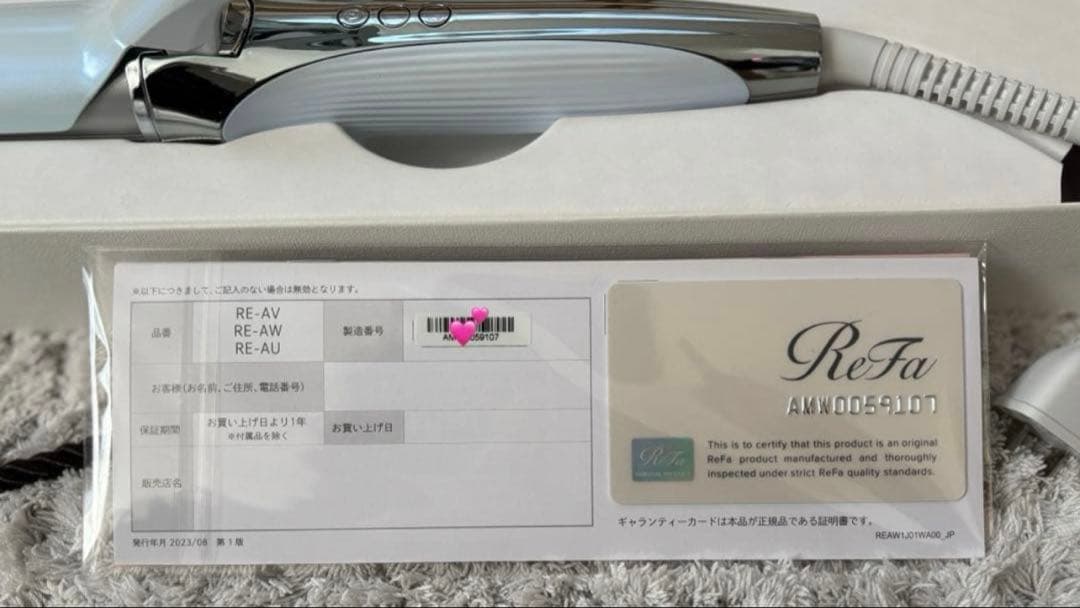 ※以下につきまして、ご記入のない場合は無効となります。
品番
RE-AV
RE-AW
RE-AU
製造番号
お客様(お名前、ご住所、電話番号)
保証期間
お買い上げ日より1年
※付属品を除く
お買い上げ日
販売店名
発行年月 2023/06 第1版
ReFa
AMW0059107
ReFa
This is to certify that this product is an original
ReFa product manufactured and thoroughly
inspected under strict ReFa quality standards.
ギャランティーカードは本品が正規品である証明書です。
REAW1J01WA00_JP